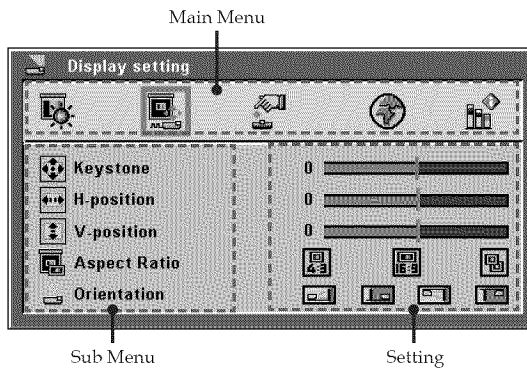 Main Menu
Display setting
Keystone 0
H-position 0
V-position 0
Aspect Ratio 4:3 16:9
Orientation
Sub Menu Setting